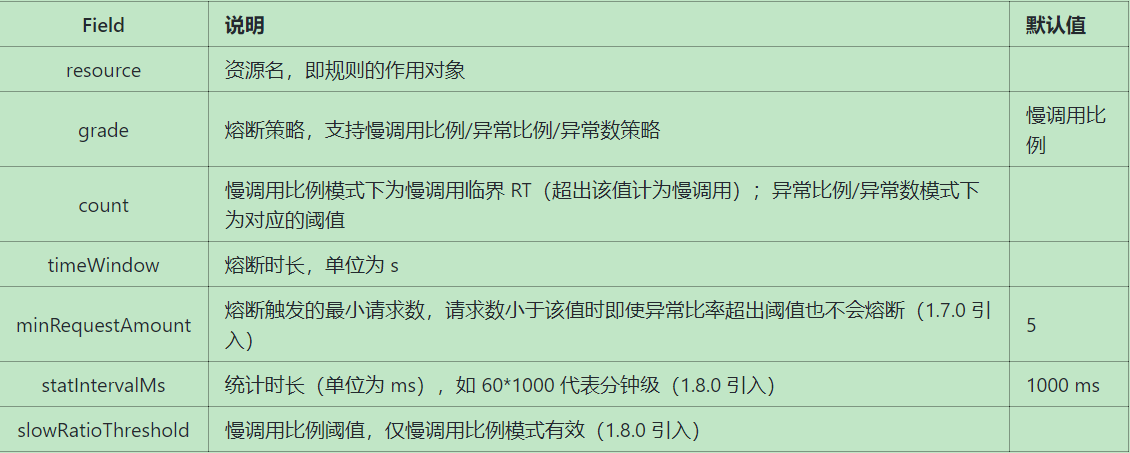 Field 说明 默认值
resource 资源名，即规则的作用对象
grade 熔断策略，支持慢调用比例/异常比例/异常数策略 慢调用比
例
count 慢调用比例模式下为慢调用临界 RT（超出该值计为慢调用）；异常比例/异常数模式下
为对应的阈值
timeWindow 熔断时长，单位为 s
minRequestAmount 熔断触发的最小请求数，请求数小于该值时即使异常比率超出阈值也不会熔断（1.7.0 引 5
入）
statIntervalMs 统计时长（单位为 ms），如 60*1000 代表分钟级（1.8.0 引入） 1000 ms
slowRatioThreshold 慢调用比例阈值，仅慢调用比例模式有效（1.8.0 引入）